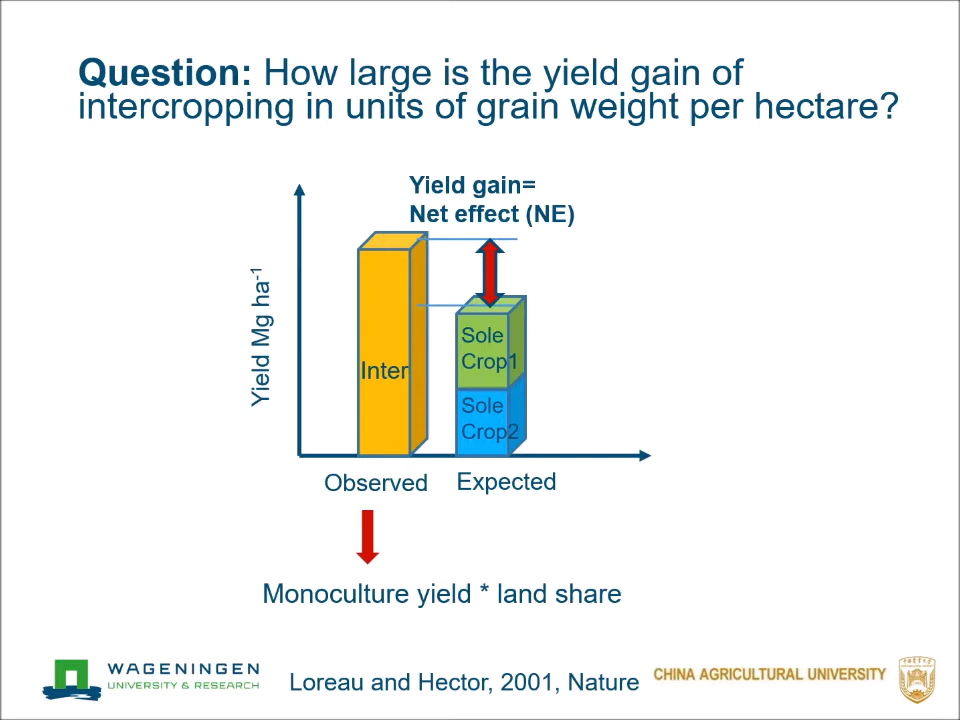 Question: How large is the yield gain of
intercropping in units of grain weight per hectare?
Yield gain=
Net effect (NE)
Yield Mg ha-1
Inter
Sole
Crop1
Sole
Crop2
Observed
Expected
Monoculture yield * land share
WAGENINGEN
UNIVERSITY & RESEARCH
Loreau and Hector, 2001, Nature
CHINA AGRICULTURAL UNIVERSITY